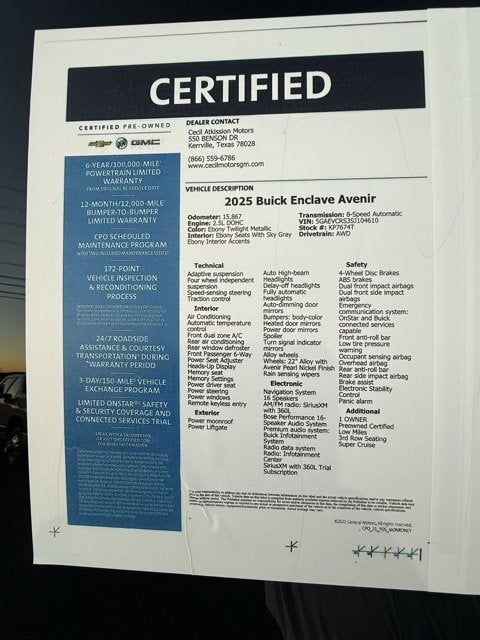 CERTIFIED
CERTIFIED PRE-OWNED
GMC
6-YEAR/100,000-MILE
POWERTRAIN LIMITED
WARRANTY
FROM ORIGINAL IN-SERVICE DATE
12-MONTH/12,000-MILE
BUMPER-TO-BUMPER
LIMITED WARRANTY
CPO SCHEDULED
MAINTENANCE PROGRAM
WITH TWO INCLUDED MAINTENANCE VISITS
172-POINT
VEHICLE INSPECTION
& RECONDITIONING
PROCESS
24/7 ROADSIDE
ASSISTANCE & COURTESY
TRANSPORTATION DURING
WARRANTY PERIOD
3-DAY/150-MILE VEHICLE
EXCHANGE PROGRAM
LIMITED ONSTAR SAFETY
& SECURITY COVERAGE AND
CONNECTED SERVICES TRIAL
SPEAK WITH A SALESPERSON
FOR MORE INFORMATION
DEALER CONTACT
Cecil Atkission Motors
550 BENSON DR
Kerrville, Texas 78028
(866) 559-6786
www.cecilmotorsgm.com
VEHICLE DESCRIPTION
2025 Buick Enclave Avenir
Odometer: 15,867
Engine: 2.5L DOHC
Color: Ebony Twilight Metallic
Interior: Ebony Seats With Sky Gray
Ebony Interior Accents
Transmission: 8-Speed Automatic
VIN: 5GAEVCRS3SJ104610
Stock #: KP7674T
Drivetrain: AWD
Technical
Adaptive suspension
Four wheel independent
suspension
Speed-sensing steering
Traction control
Interior
Air Conditioning
Automatic temperature
control
Front dual zone A/C
Rear air conditioning
Rear window defroster
Front Passenger 6-Way
Power Seat Adjuster
Heads-Up Display
Memory seat
Memory Settings
Power driver seat
Power steering
Power windows
Remote keyless entry
Exterior
Power moonroof
Power Liftgate
Auto High-beam
Headlights
Delay-off headlights
Fully automatic
headlights
Auto-dimming door
mirrors
Bumpers: body-color
Heated door mirrors
Power door mirrors
Spoiler
Turn signal indicator
mirrors
Alloy wheels
Wheels: 22" Alloy with
Avenir Pearl Nickel Finish
Rain sensing wipers
Electronic
Navigation System
16 Speakers
AM/FM radio: SiriusXM
with 360L
Bose Performance 16-
Speaker Audio System
Premium audio system:
Buick Infotainment
System
Radio data system
Radio: Infotainment
Center
SiriusXM with 360L Trial
Subscription
Safety
4-Wheel Disc Brakes
ABS brakes
Dual front impact airbags
Dual front side impact
airbags
Emergency
communication system:
OnStar and Buick
connected services
capable
Front anti-roll bar
Low tire pressure
warning
Occupant sensing airbag
Overhead airbag
Rear anti-roll bar
Rear side impact airbag
Brake assist
Electronic Stability
Control
Panic alarm
Additional
1 OWNER
Preowned Certified
Low Miles
3rd Row Seating
Super Cruise
©2021 General Motors. All rights reserved.